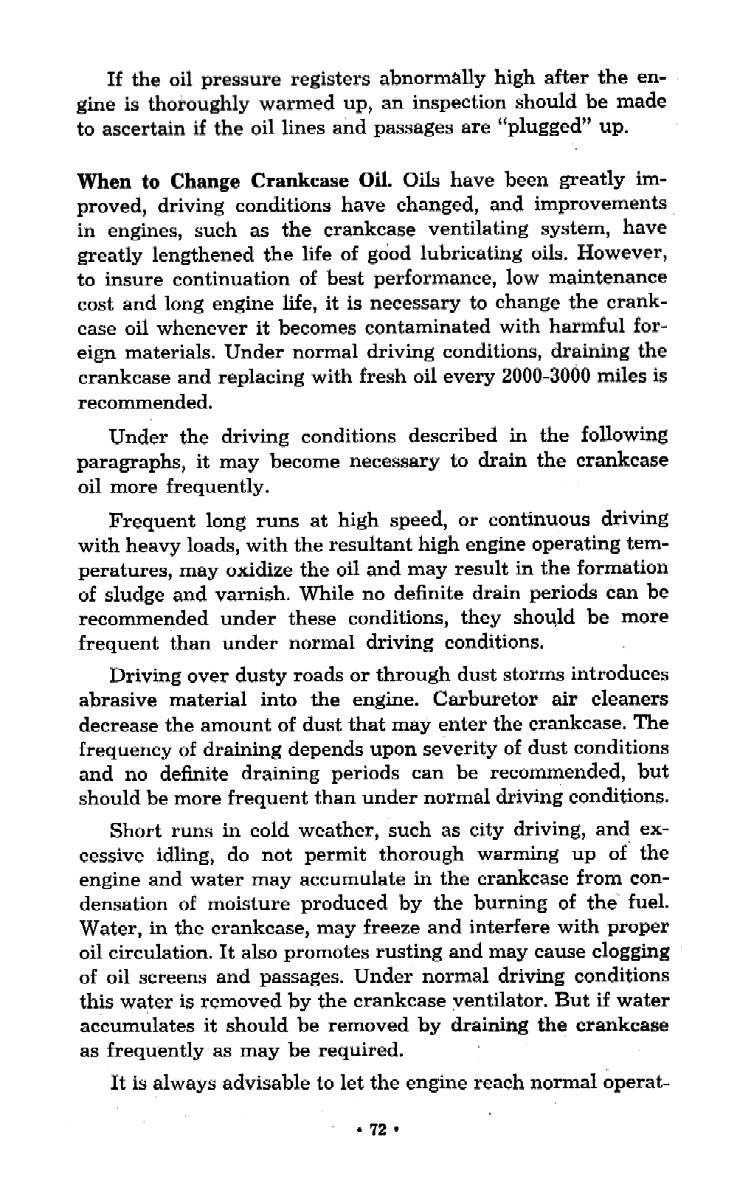 If the oil pressure registers abnormally high after the en-
gine is thoroughly warmed up, an inspection should be made
to ascertain if the oil lines and passages are “plugged” up.
When to Change Crankcase Oil. Oils have been greatly im-
proved, driving conditions have changed, and improvements
in engines, such as the crankcase ventilating system, have
greatly lengthened the life of good lubricating oils. However,
to insure continuation of best performance, low maintenance
cost and long engine life, it is necessary to change the crank-
case oil whenever it becomes contaminated with harmful for-
eign materials. Under normal driving conditions, draining the
crankcase and replacing with fresh oil every 2000-3000 miles is
recommended.
Under the driving conditions described in the following
paragraphs, it may become necessary to drain the crankcase
oil more frequently.
Frequent long runs at high speed, or continuous driving
with heavy loads, with the resultant high engine operating tem-
peratures, may oxidize the oil and may result in the formation
of sludge and varnish. While no definite drain periods can be
recommended under these conditions, they should be more
frequent than under normal driving conditions.
Driving over dusty roads or through dust storms introduces
abrasive material into the engine. Carburetor air cleaners
decrease the amount of dust that may enter the crankcase. The
frequency of draining depends upon severity of dust conditions
and no definite draining periods can be recommended, but
should be more frequent than under normal driving conditions.
Short runs in cold weather, such as city driving, and ex-
cessive idling, do not permit thorough warming up of the
engine and water may accumulate in the crankcase from con-
densation of moisture produced by the burning of the fuel.
Water, in the crankcase, may freeze and interfere with proper
oil circulation. It also promotes rusting and may cause clogging
of oil screens and passages. Under normal driving conditions
this water is removed by the crankcase ventilator. But if water
accumulates it should be removed by draining the crankcase
as frequently as may be required.
It is always advisable to let the engine reach normal operat-
• 72 •